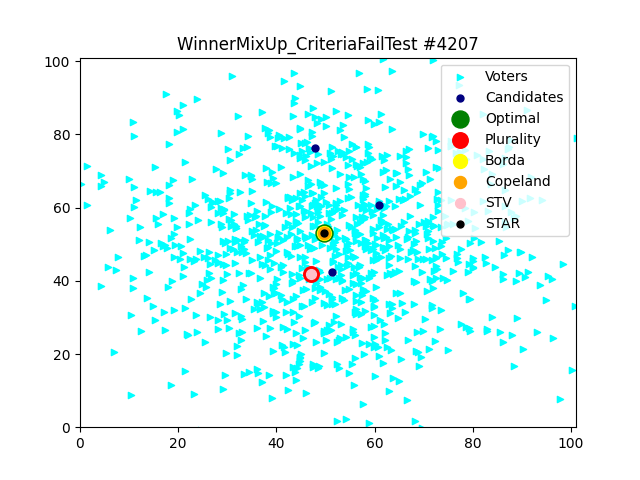 WinnerMixUp_CriteriaFailTest #4207
100
80
60
40
20
0
0
20
40
60
80
100
Voters
Candidates
Optimal
Plurality
Borda
Copeland
STV
STAR